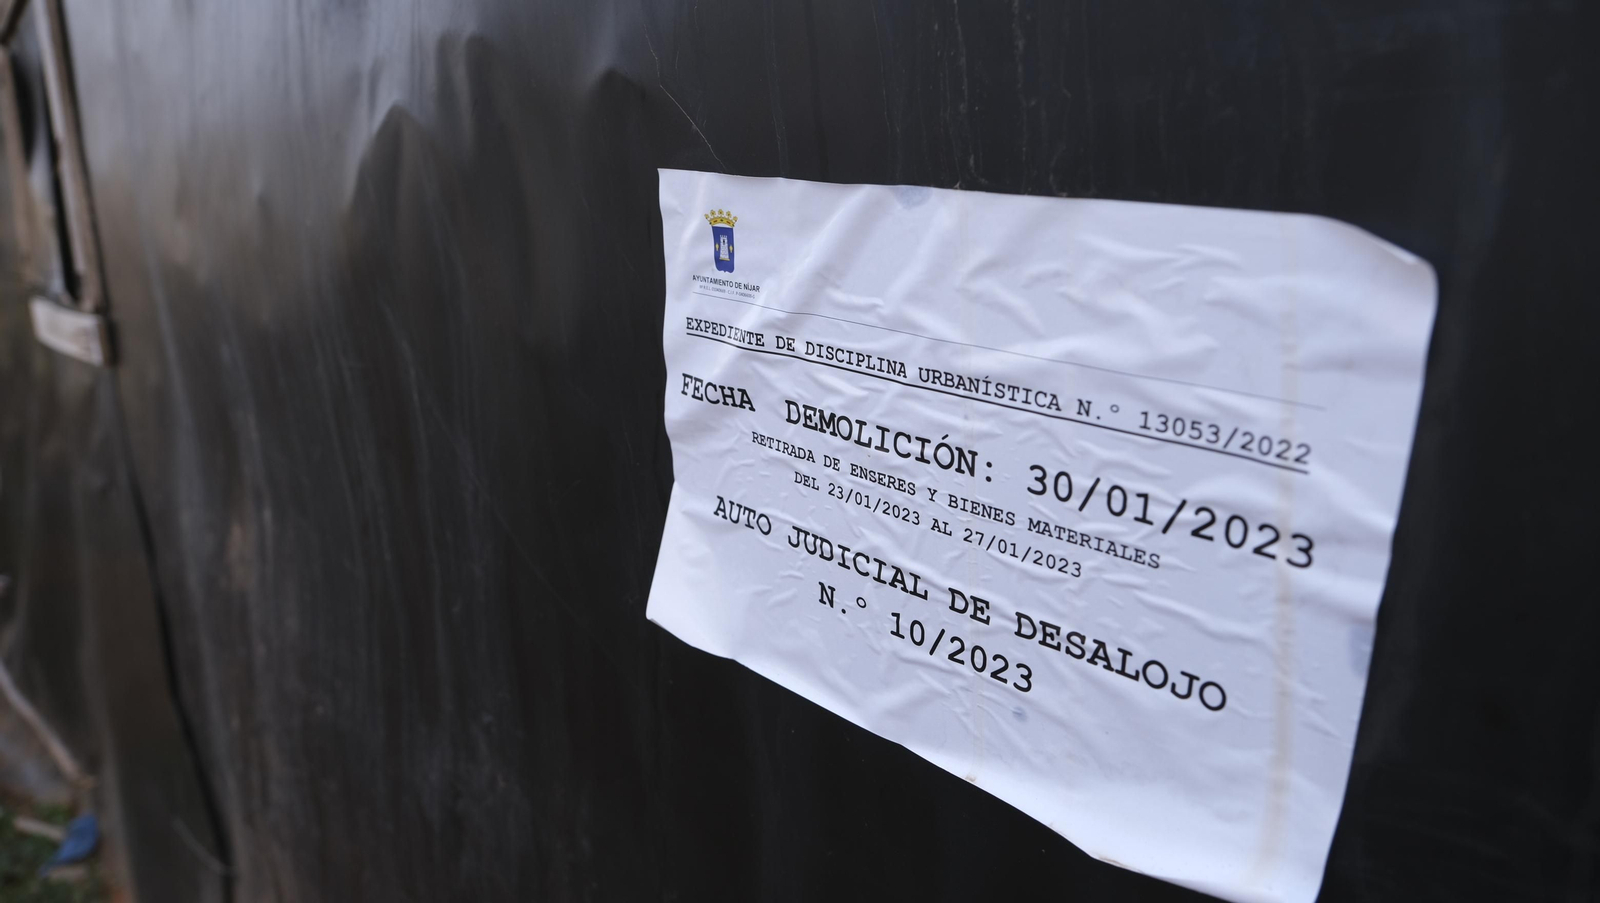 AYUNTAMIENTO DE NÍJAR
EXPEDIENTE DE DISCIPLINA URBANÍSTICA N.º 13053/2022
FECHA DEMOLICIÓN: 30/01/2023
RETIRADA DE ENSERES Y BIENES MATERIALES
DEL 23/01/2023 AL 27/01/2023
AUTO JUDICIAL DE DESALOJO
N.º 10/2023